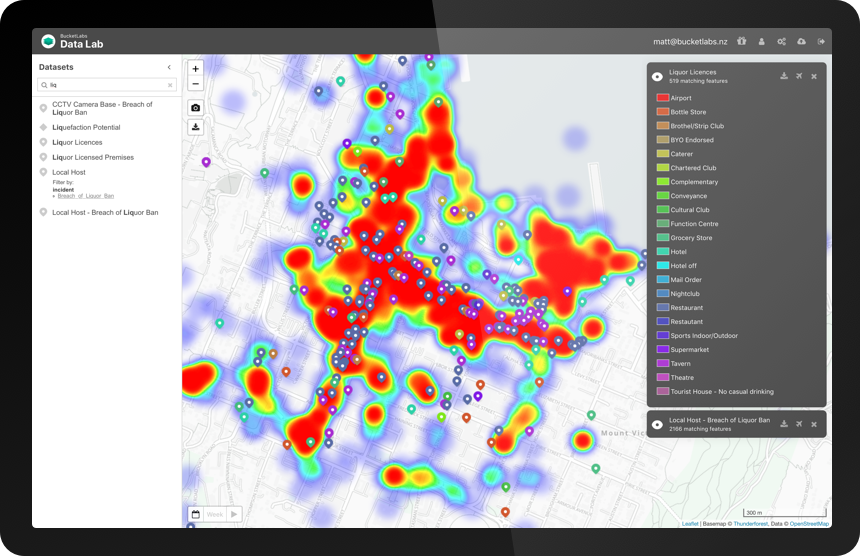 BucketLabs
Data Lab
matt@bucketlabs.nz
Datasets
liq
CCTV Camera Base - Breach of
Liquor Ban
Liquefaction Potential
Liquor Licences
Liquor Licensed Premises
Local Host
Filter by:
incident
Breach of Liquor Ban
Local Host - Breach of Liquor Ban
+
−
Liquor Licences
519 matching features
Airport
Bottle Store
Brothel/Strip Club
BYO Endorsed
Caterer
Chartered Club
Complementary
Conveyance
Cultural Club
Function Centre
Grocery Store
Hotel
Hotel off
Mail Order
Nightclub
Restaurant
Restautant
Sports Indoor/Outdoor
Supermarket
Tavern
Theatre
Tourist House - No casual drinking
Local Host - Breach of Liquor Ban
2166 matching features
Mount Vic
Week
300 m
Leaflet | Basemap © Thunderforest, Data © OpenStreetMap